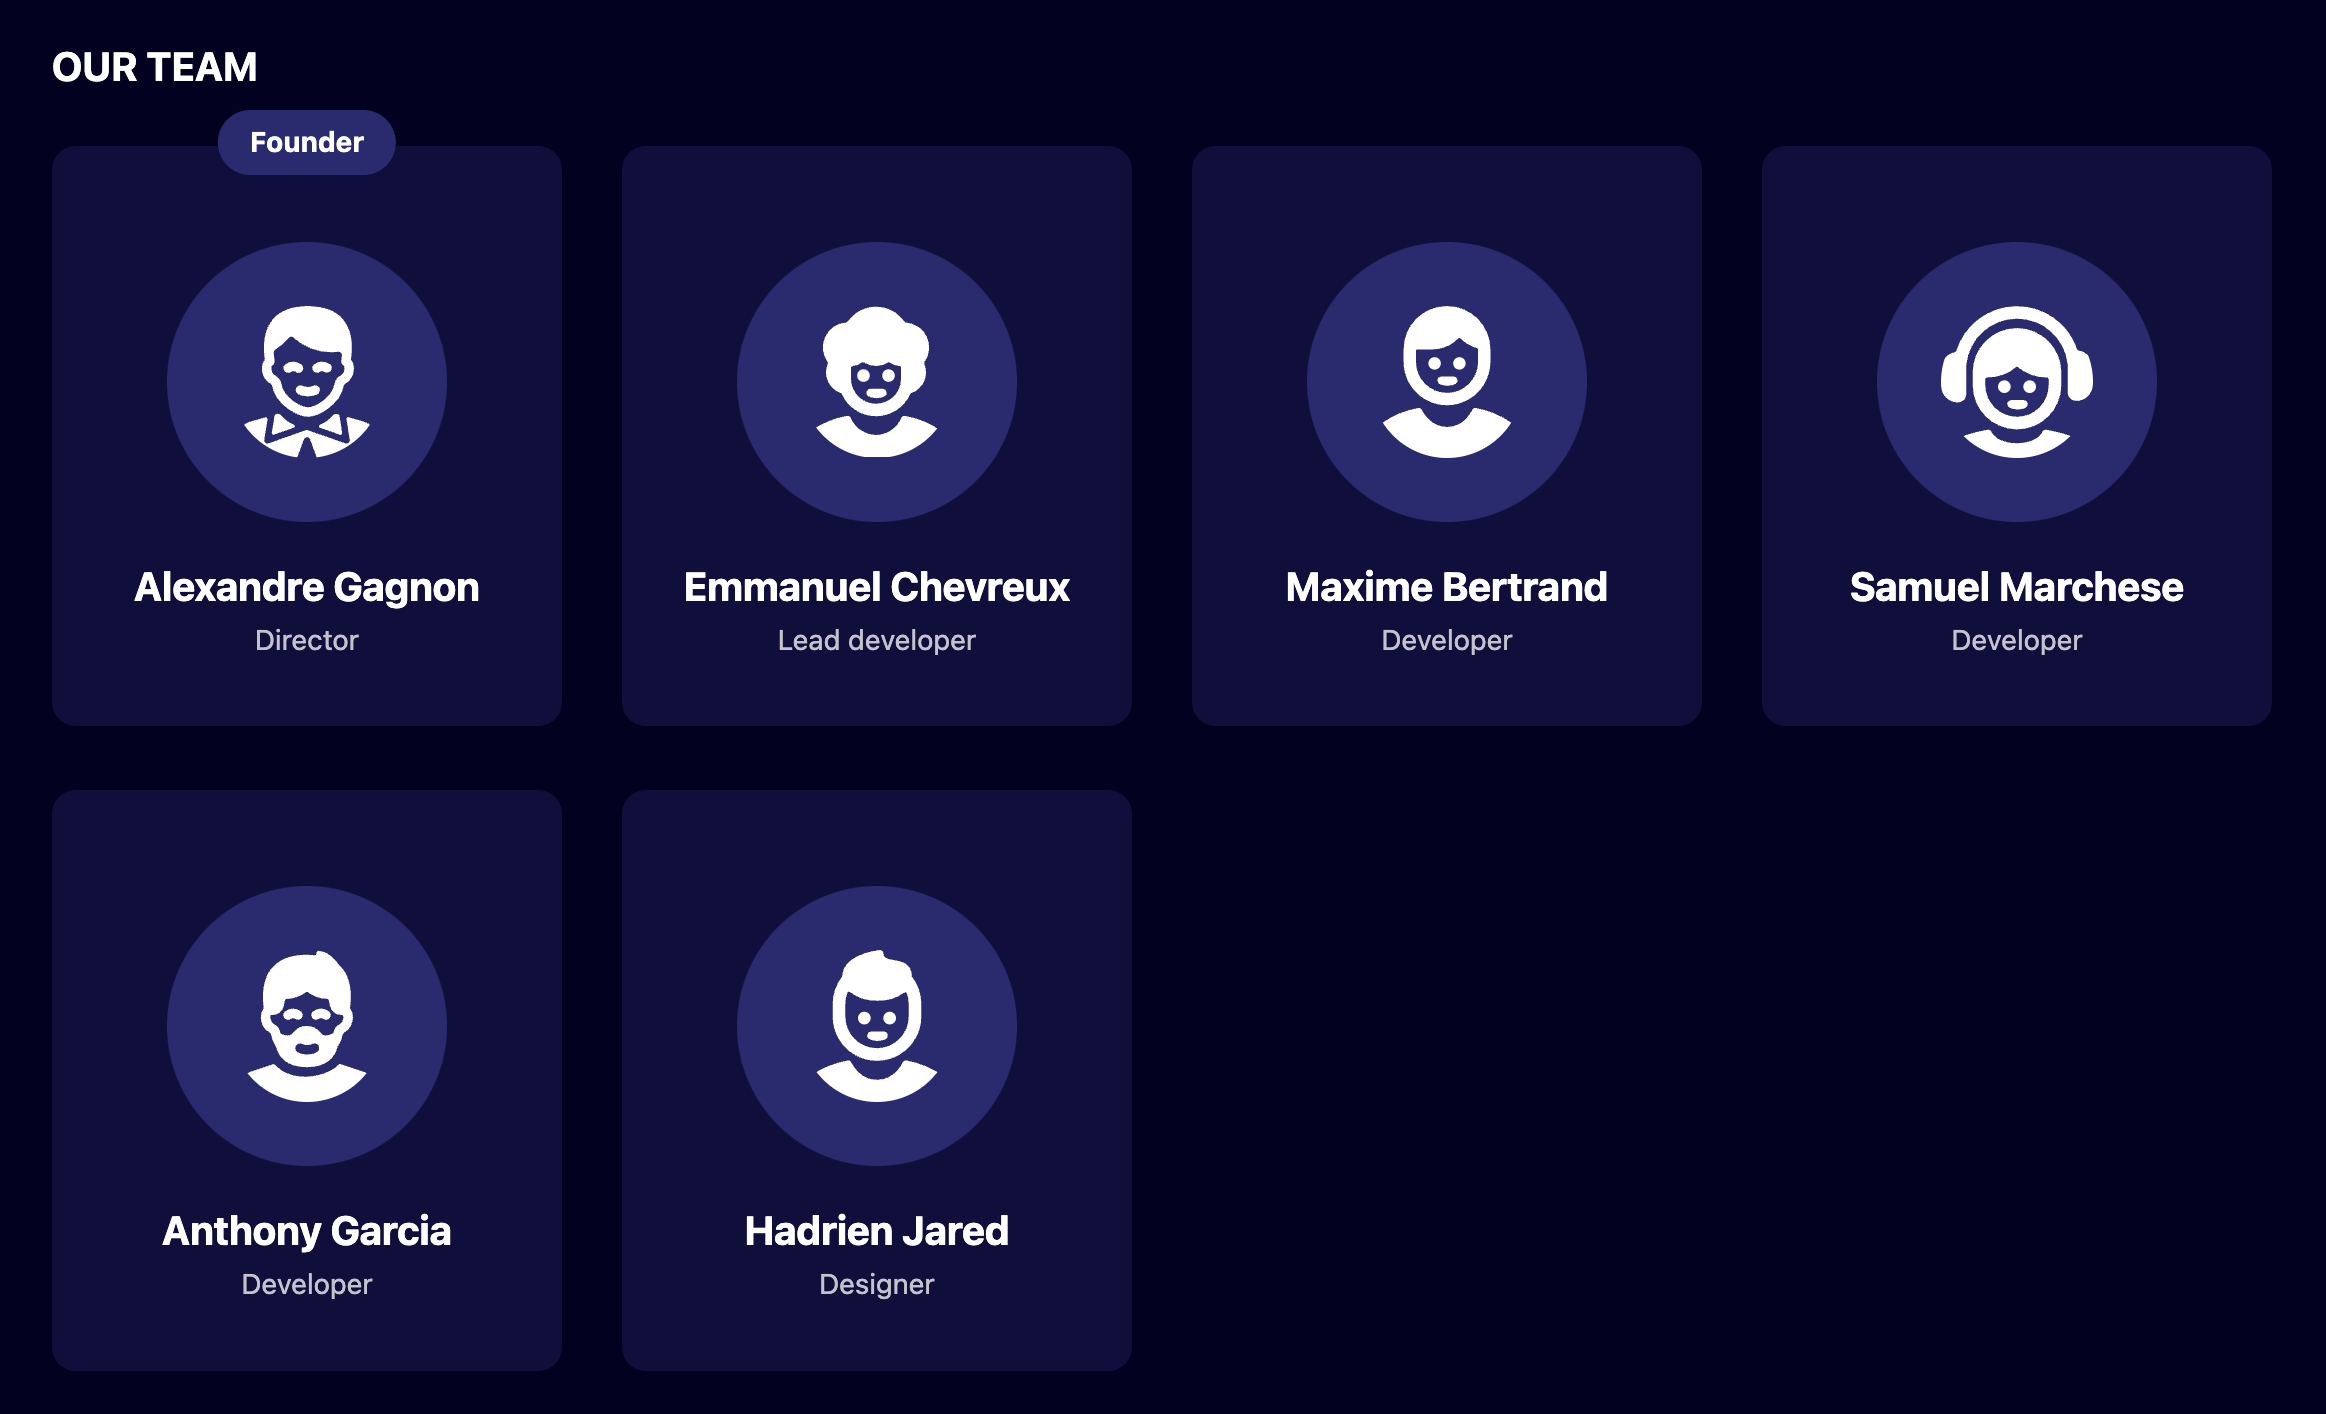 OUR TEAM
Founder
Alexandre Gagnon
Director
Emmanuel Chevreux
Lead developer
Maxime Bertrand
Developer
Samuel Marchese
Developer
Anthony Garcia
Developer
Hadrien Jared
Designer